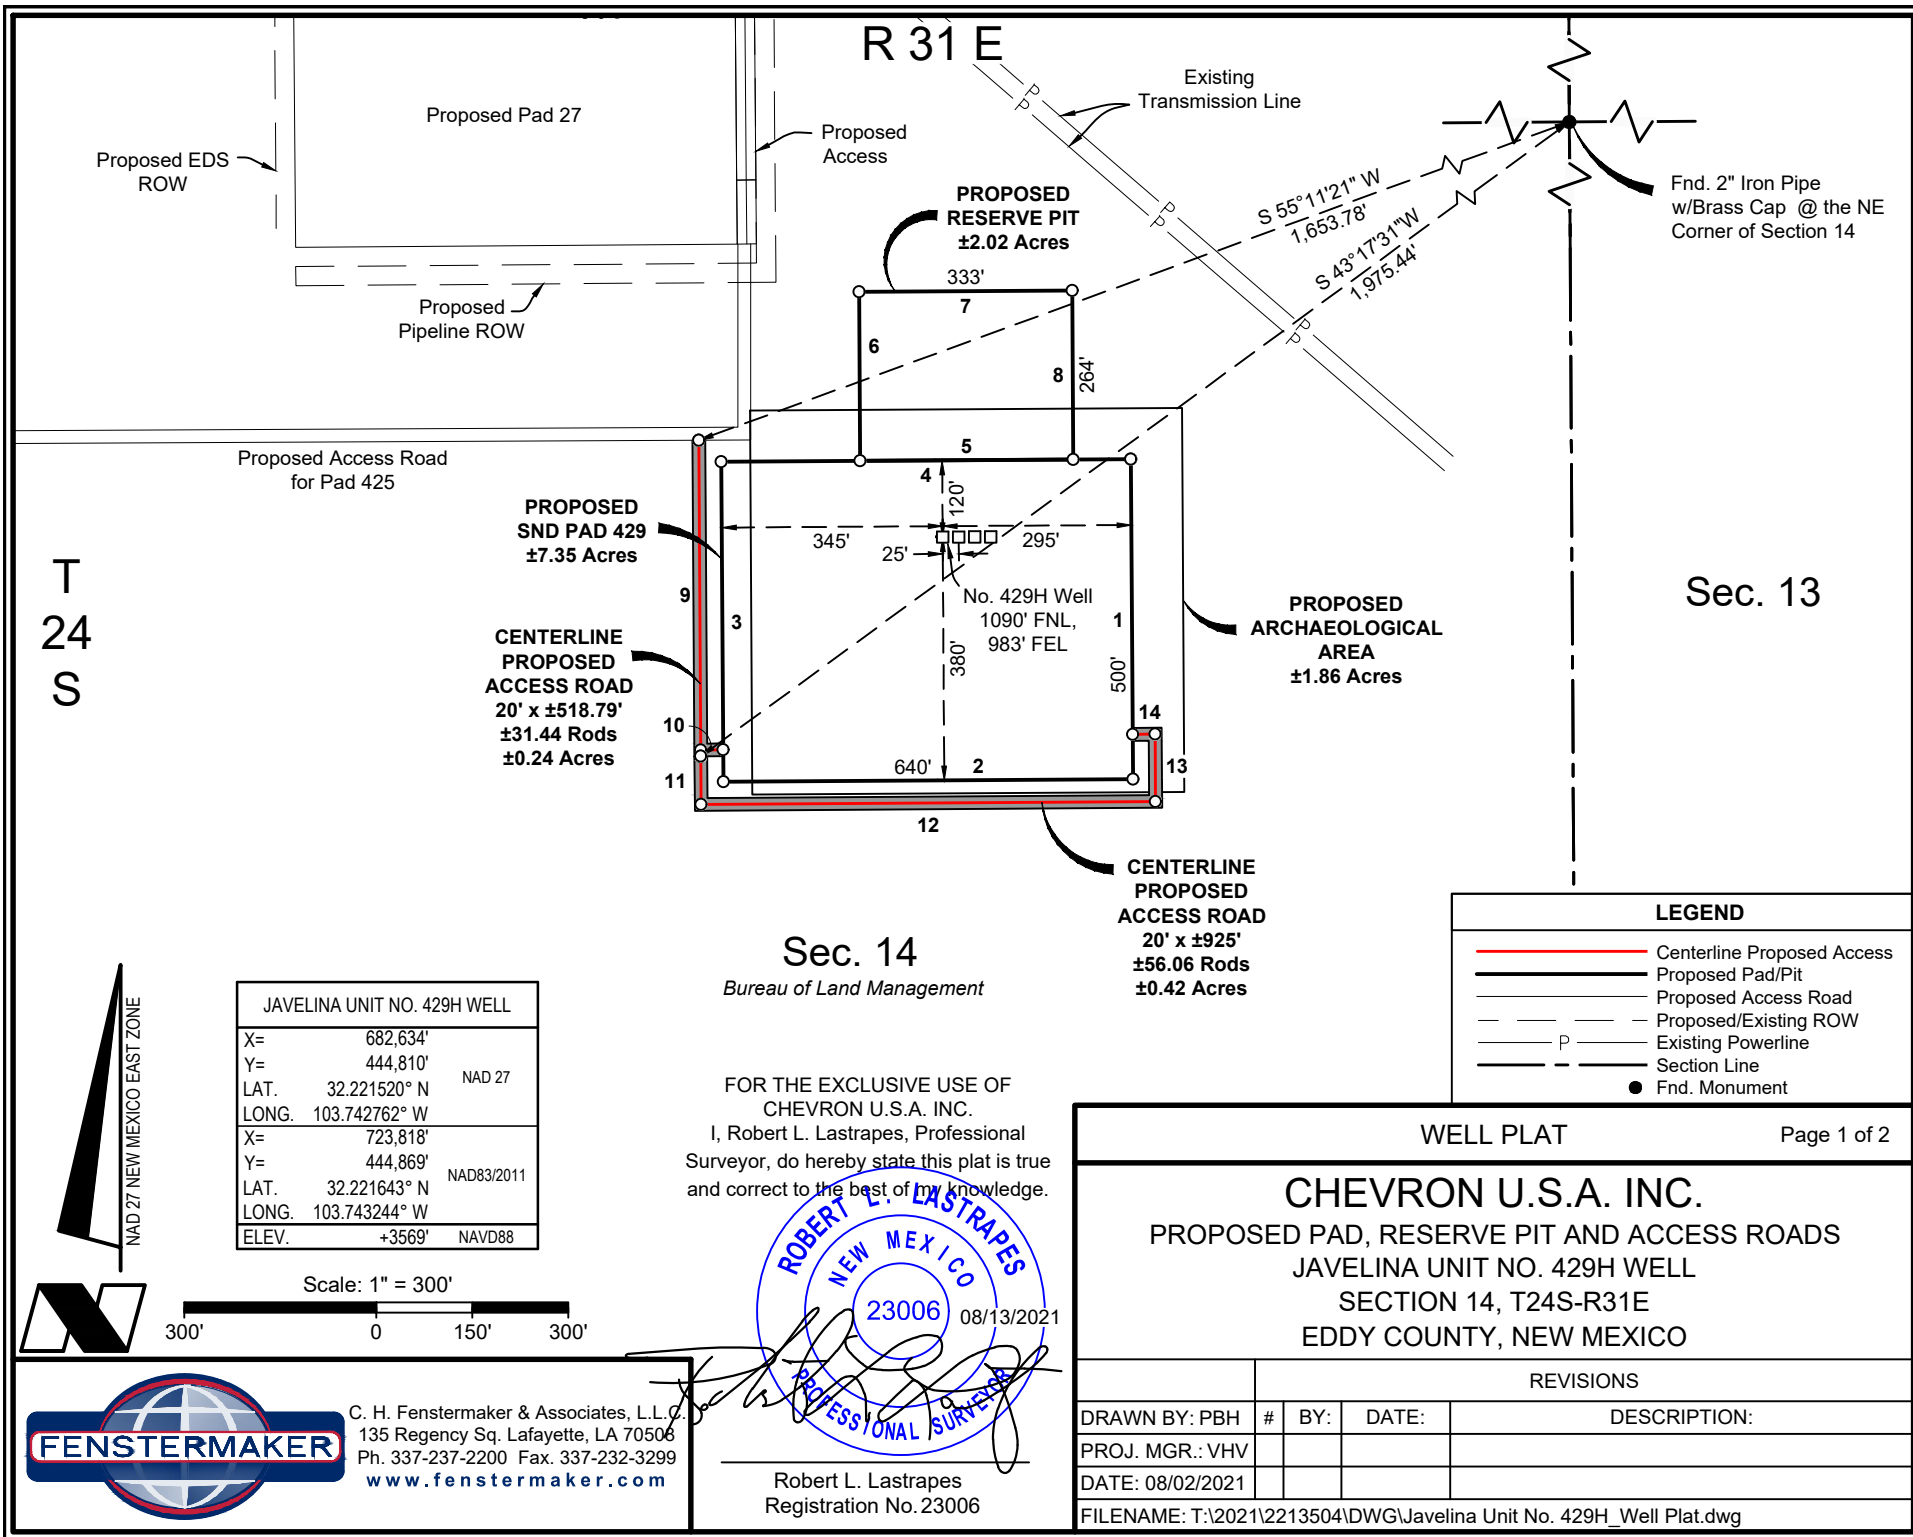 R 31 E
Proposed Pad 27
Proposed EDS
ROW
Proposed
Access
Existing
Transmission Line
P
P
P
P
P
P
S 55°11'21" W
1,653.78'
S 43°17'31"W
1,975.44'
Fnd. 2" Iron Pipe
w/Brass Cap @ the NE
Corner of Section 14
PROPOSED
RESERVE PIT
±2.02 Acres
Proposed
Pipeline ROW
333'
7
6
8
264'
5
4
Proposed Access Road
for Pad 425
PROPOSED
SND PAD 429
±7.35 Acres
120'
345'
295'
25'
No. 429H Well
1090' FNL,
983' FEL
380'
9
3
1
500'
T
24
S
Sec. 13
CENTERLINE
PROPOSED
ACCESS ROAD
20' x ±518.79'
±31.44 Rods
±0.24 Acres
PROPOSED
ARCHAEOLOGICAL
AREA
±1.86 Acres
10
11
14
13
640'
2
12
CENTERLINE
PROPOSED
ACCESS ROAD
20' x ±925'
±56.06 Rods
±0.42 Acres
Sec. 14
Bureau of Land Management
LEGEND
Centerline Proposed Access
Proposed Pad/Pit
Proposed Access Road
Proposed/Existing ROW
P Existing Powerline
Section Line
Fnd. Monument
NAD 27 NEW MEXICO EAST ZONE
JAVELINA UNIT NO. 429H WELL
X= 682,634'
Y= 444,810'
NAD 27
LAT. 32.221520° N
LONG. 103.742762° W
X= 723,818'
Y= 444,869'
NAD83/2011
LAT. 32.221643° N
LONG. 103.743244° W
ELEV. +3569' NAVD88
Scale: 1" = 300'
300' 0 150' 300'
FOR THE EXCLUSIVE USE OF
CHEVRON U.S.A. INC.
I, Robert L. Lastrapes, Professional
Surveyor, do hereby state this plat is true
and correct to the best of my knowledge.
ROBERT L. LASTRAPES
NEW MEXICO
23006
PROFESSIONAL SURVEYOR
08/13/2021
Robert L. Lastrapes
Registration No. 23006
FENSTERMAKER
C. H. Fenstermaker & Associates, L.L.C.
135 Regency Sq. Lafayette, LA 70508
Ph. 337-237-2200 Fax. 337-232-3299
www.fenstermaker.com
WELL PLAT
Page 1 of 2
CHEVRON U.S.A. INC.
PROPOSED PAD, RESERVE PIT AND ACCESS ROADS
JAVELINA UNIT NO. 429H WELL
SECTION 14, T24S-R31E
EDDY COUNTY, NEW MEXICO
REVISIONS
DRAWN BY: PBH # BY: DATE: DESCRIPTION:
PROJ. MGR.: VHV
DATE: 08/02/2021
FILENAME: T:\2021\2213504\DWG\Javelina Unit No. 429H_Well Plat.dwg